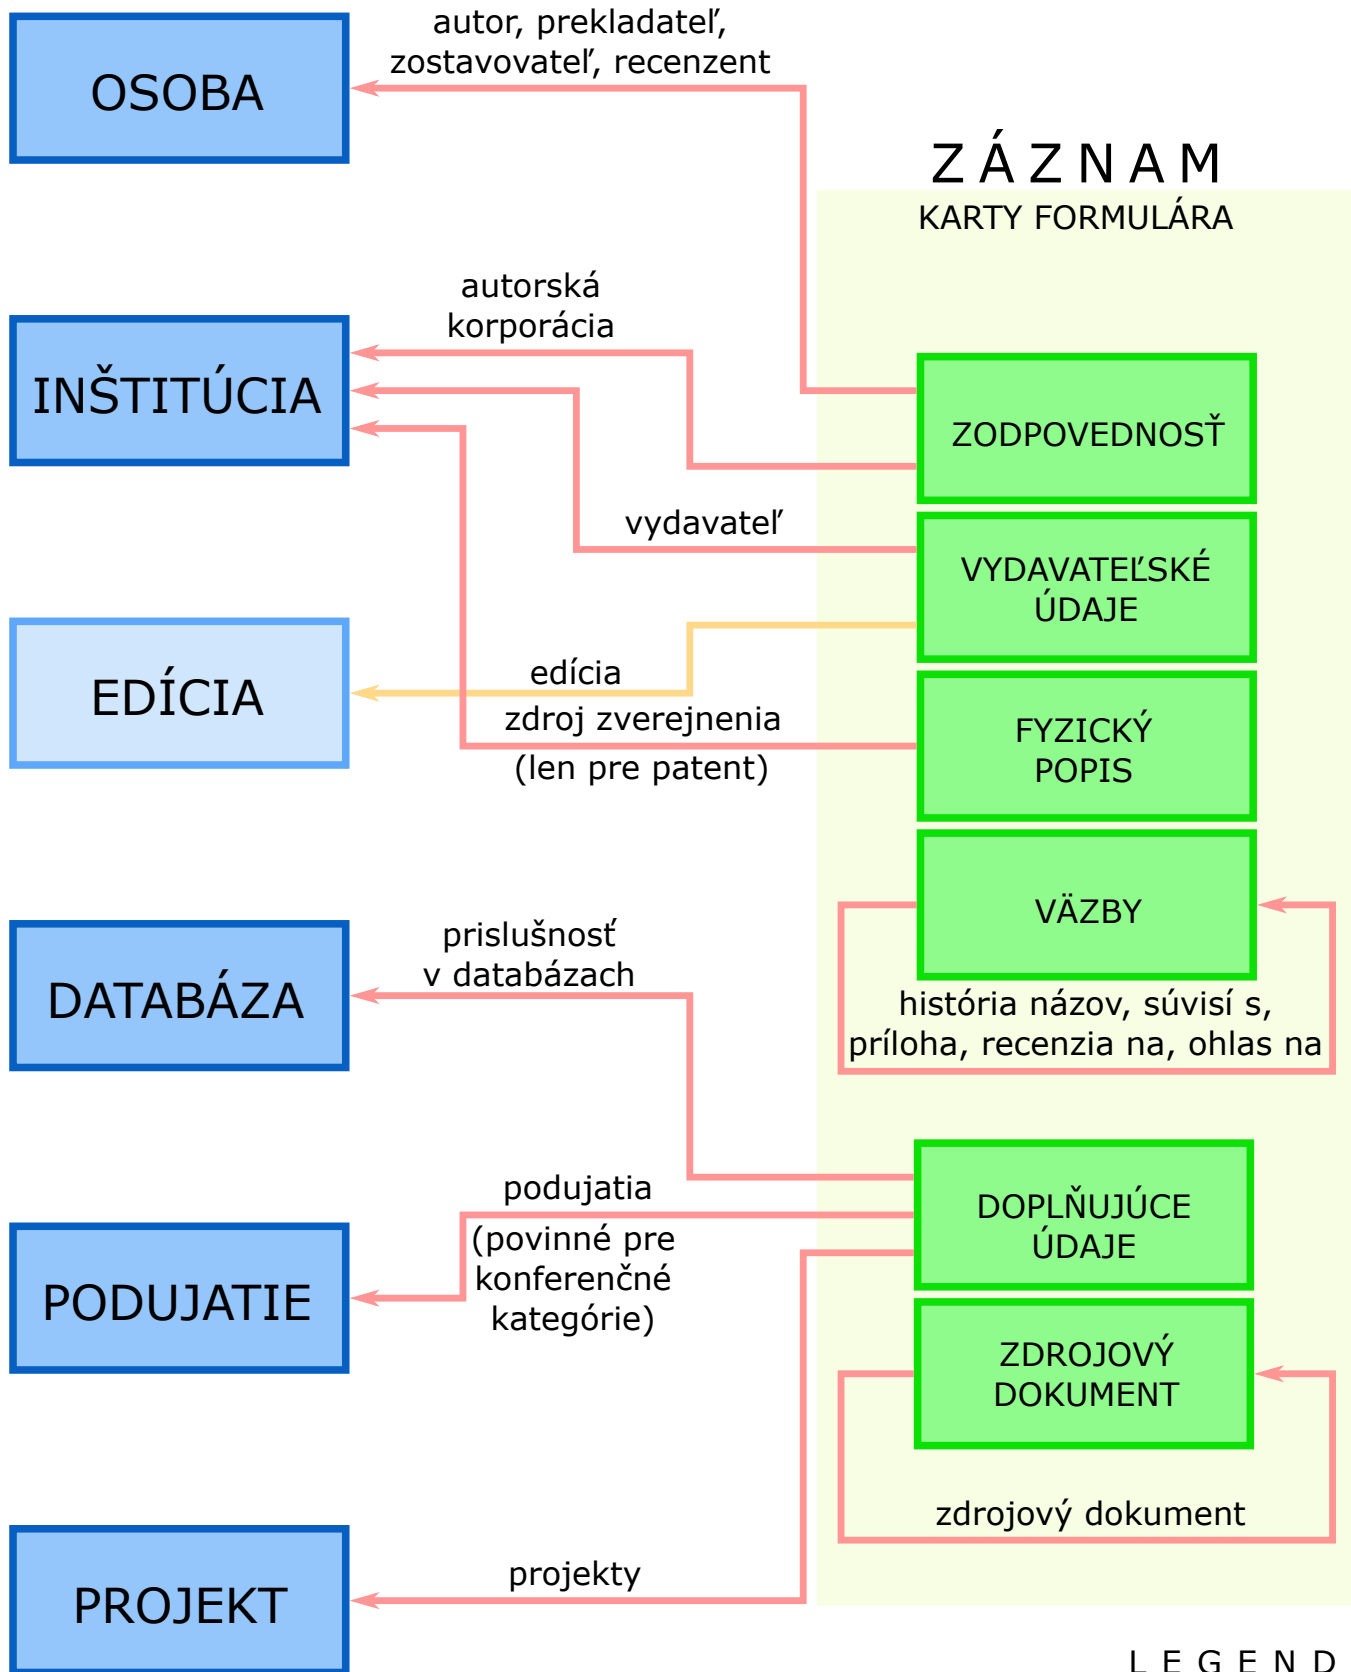 autor, prekladateľ,
zostavovateľ, recenzent
OSOBA
ZÁZNAM
KARTY FORMULÁRA
autorská
korporácia
INŠTITÚCIA
ZODPOVEDNOSŤ
vydavateľ
VYDAVATEĽSKÉ
ÚDAJE
edícia
EDÍCIA
zdroj zverejnenia
(len pre patent)
FYZICKÝ
POPIS
VÄZBY
história názov, súvisí s,
príloha, recenzia na, ohlas na
prislušnosť
v databázach
DATABÁZA
podujatia
(povinné pre
konferenčné
kategórie)
PODUJATIE
DOPLŇUJÚCE
ÚDAJE
ZDROJOVÝ
DOKUMENT
zdrojový dokument
projekty
PROJEKT
LEGEND